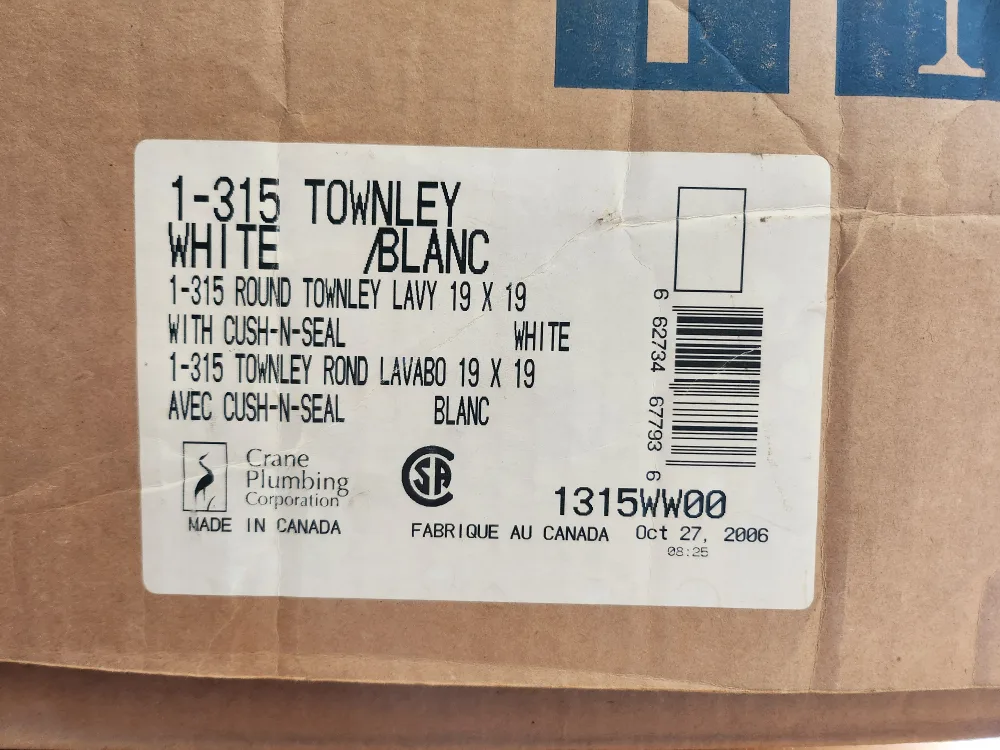 1-315 TOWNLEY
WHITE /BLANC
1-315 ROUND TOWNLEY LAVY 19 X 19
WITH CUSH-N-SEAL WHITE
1-315 TOWNLEY ROND LAVABO 19 X 19
AVEC CUSH-N-SEAL BLANC
6 62734 67793 6
Crane
Plumbing
Corporation
MADE IN CANADA
CSA
FABRIQUE AU CANADA
1315WW00
Oct 27, 2006
08:25